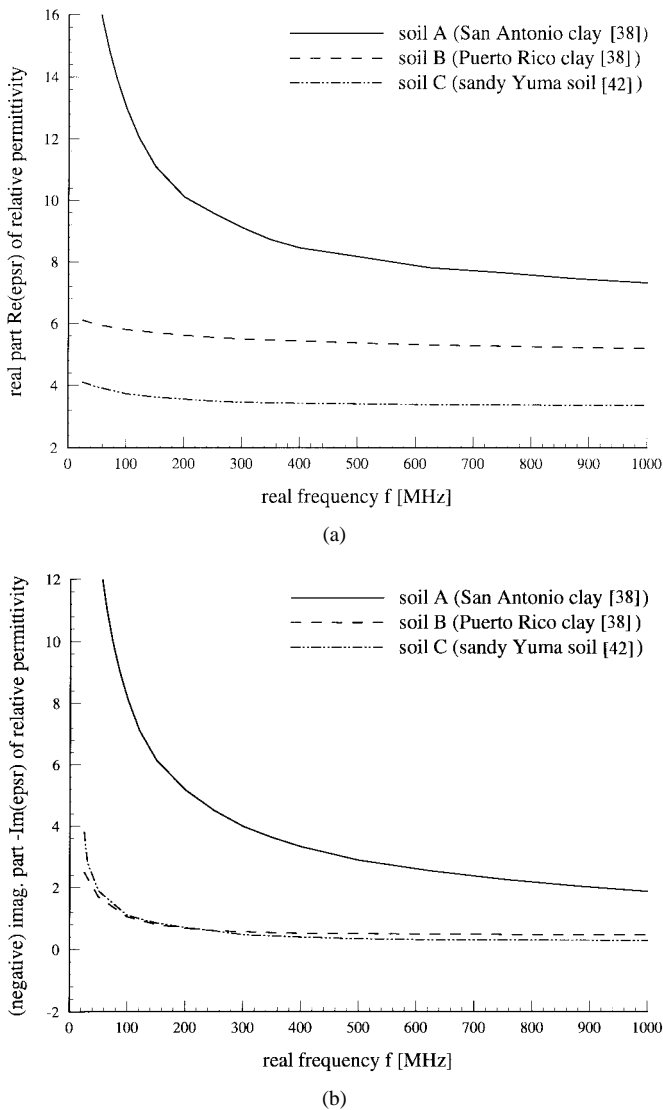 16
14
12
10
8
6
4
2
real part Re(epsr) of relative permittivity
soil A (San Antonio clay [38])
soil B (Puerto Rico clay [38])
soil C (sandy Yuma soil [42])
0 100 200 300 400 500 600 700 800 900 1000
real frequency f [MHz]
(a)
12
10
8
6
4
2
0
-2
(negative) imag. part -Im(epsr) of relative permittivity
soil A (San Antonio clay [38])
soil B (Puerto Rico clay [38])
soil C (sandy Yuma soil [42])
0 100 200 300 400 500 600 700 800 900 1000
real frequency f [MHz]
(b)